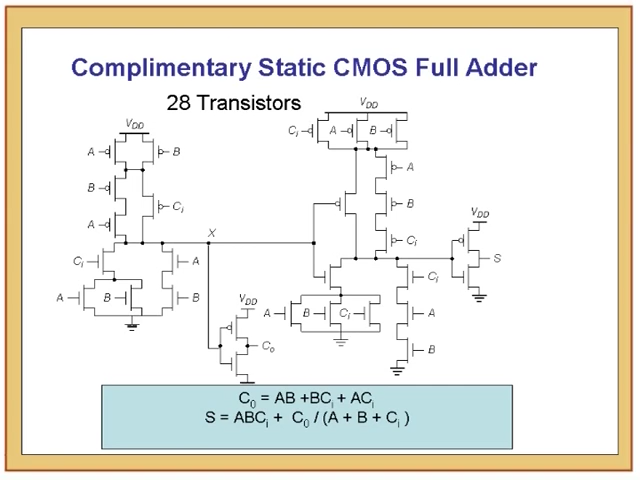 Complimentary Static CMOS Full Adder
28 Transistors
VDD
VDD
Ci
A
B
A
B
B
Ci
A
A
B
Ci
VDD
S
X
Ci
A
A
B
B
VDD
Co
A
B
Ci
Ci
A
B
C0 = AB +BCi + ACi
S = ABCi + C0 / (A + B + Ci )